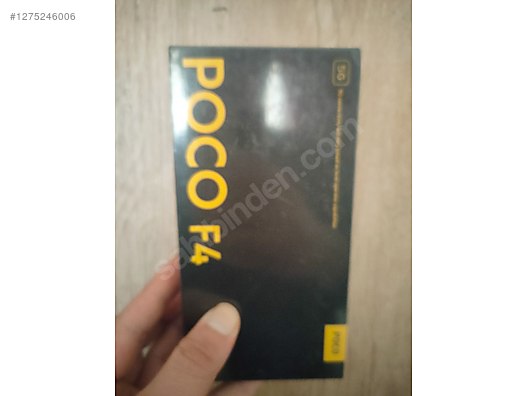 #1275246006
POCO F4
5G
POCO
sahibinden.com